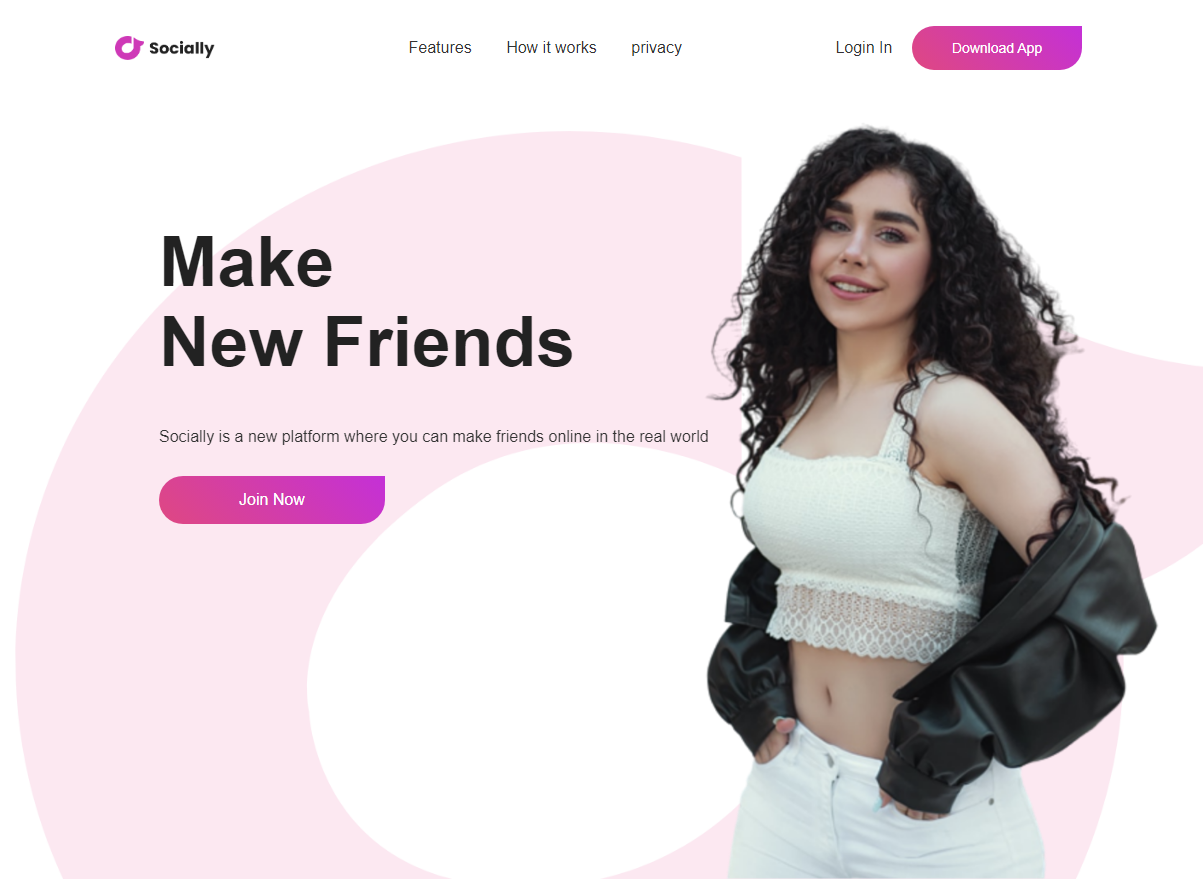 Socially
Features
How it works
privacy
Login In
Download App
Make
New Friends
Socially is a new platform where you can make friends online in the real world
Join Now